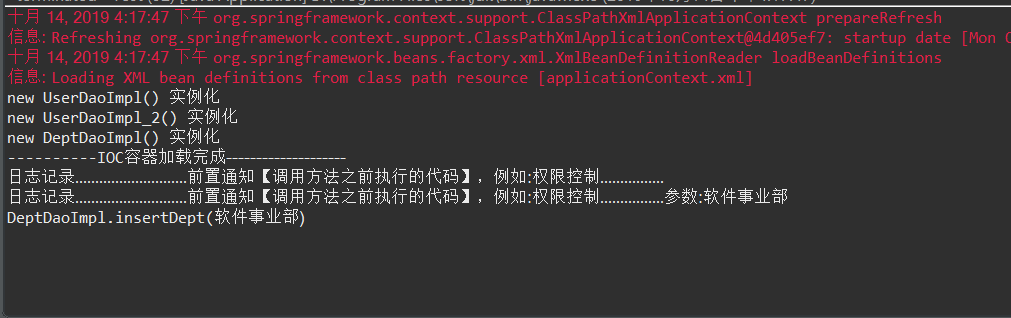 十月 14, 2019 4:17:47 下午 org.springframework.context.support.ClassPathXmlApplicationContext prepareRefresh
信息: Refreshing org.springframework.context.support.ClassPathXmlApplicationContext@4d405ef7: startup date [Mon O
十月 14, 2019 4:17:47 下午 org.springframework.beans.factory.xml.XmlBeanDefinitionReader loadBeanDefinitions
信息: Loading XML bean definitions from class path resource [applicationContext.xml]
new UserDaoImpl() 实例化
new UserDaoImpl_2() 实例化
new DeptDaoImpl() 实例化
----------IOC容器加载完成--------------------
日志记录...........................前置通知【调用方法之前执行的代码】，例如:权限控制................
日志记录...........................前置通知【调用方法之前执行的代码】，例如:权限控制................参数:软件事业部
DeptDaoImpl.insertDept(软件事业部)